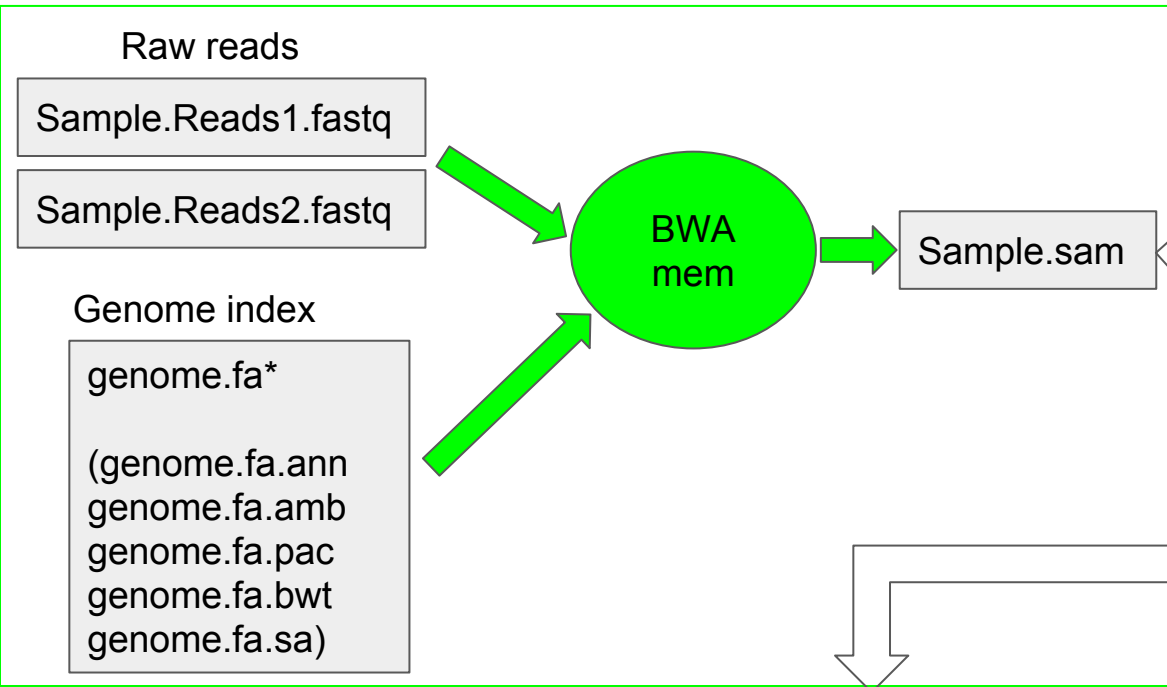 Raw reads
Sample.Reads1.fastq
Sample.Reads2.fastq
Genome index
genome.fa*
(genome.fa.ann
genome.fa.amb
genome.fa.pac
genome.fa.bwt
genome.fa.sa)
BWA
mem
Sample.sam